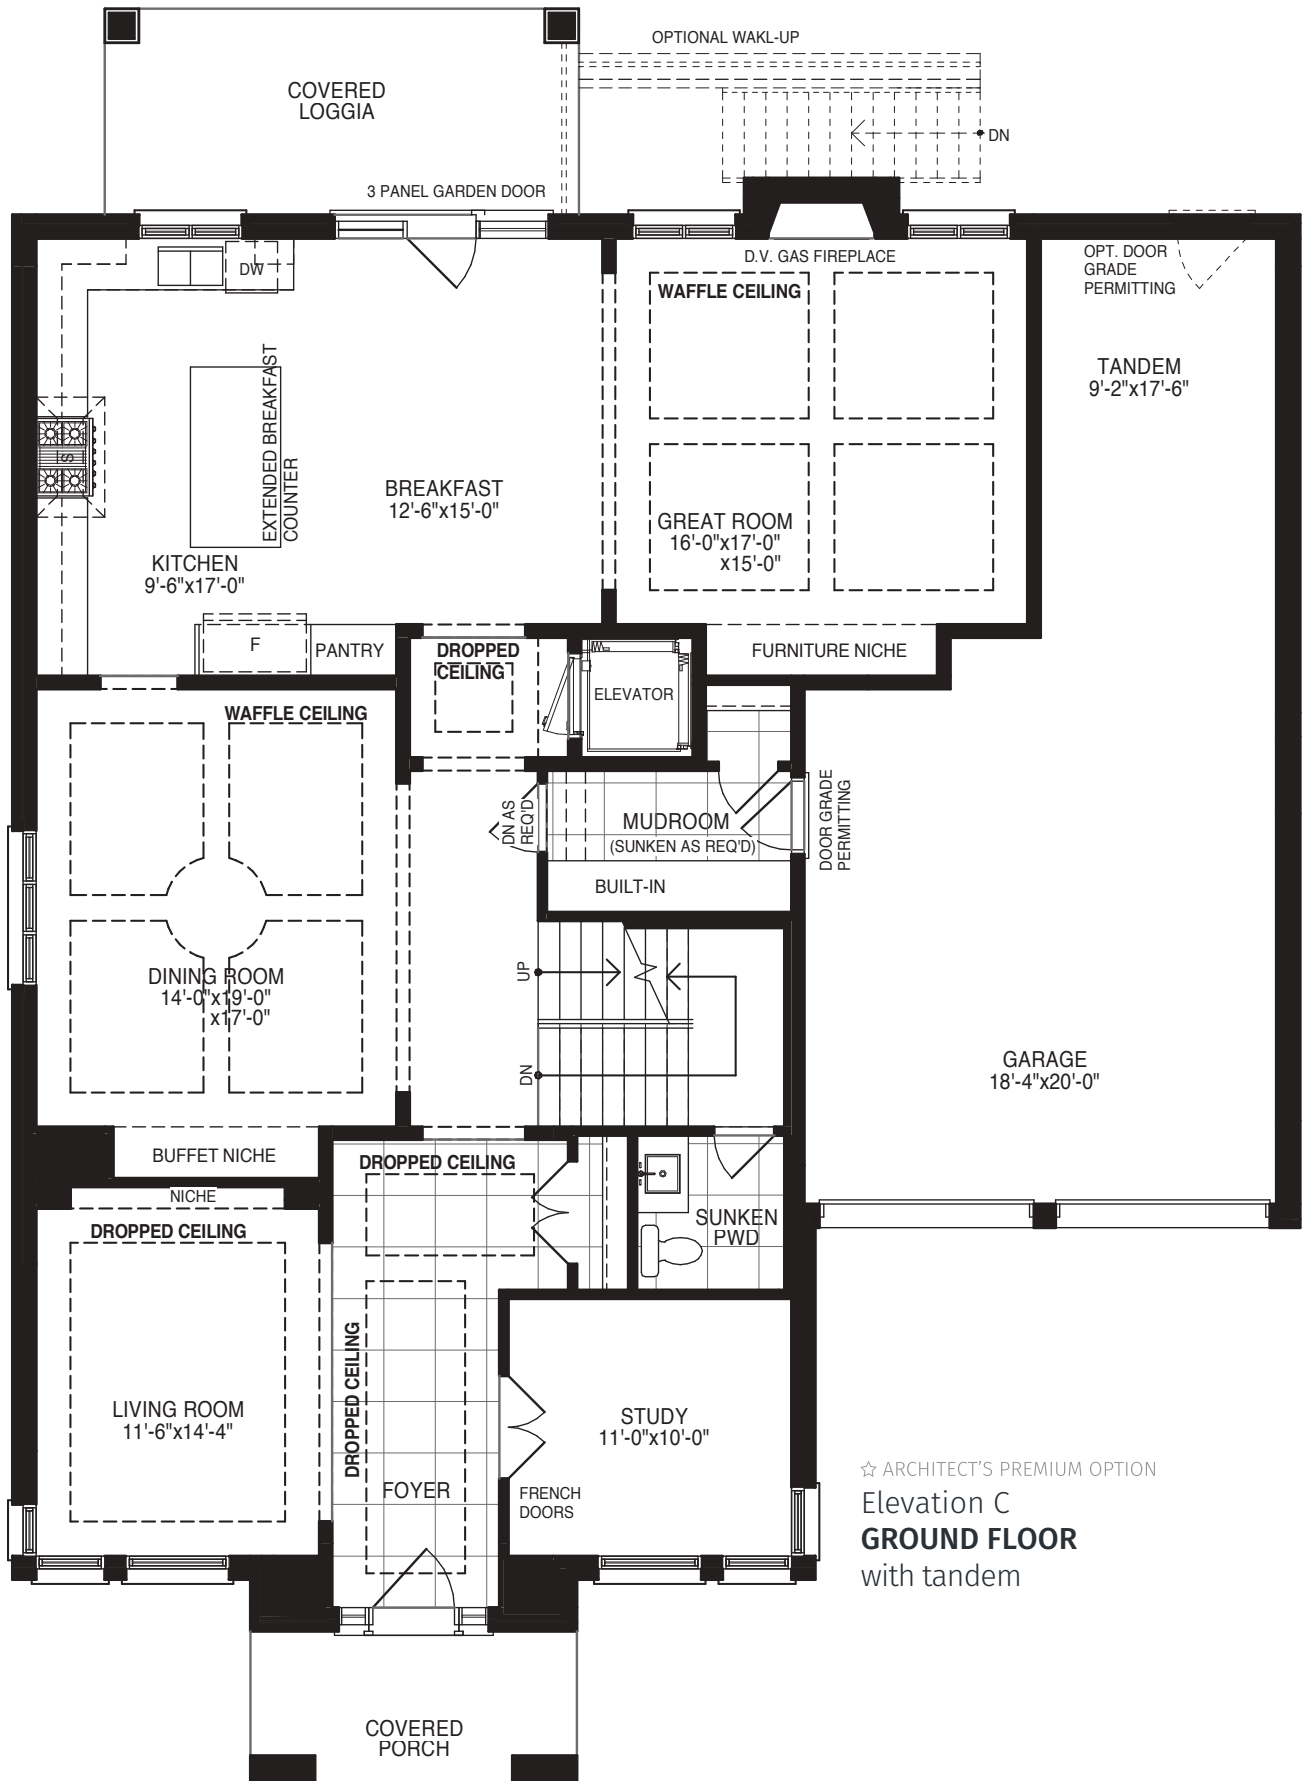 OPTIONAL WAKL-UP
COVERED
LOGGIA
DN
3 PANEL GARDEN DOOR
DW
D.V. GAS FIREPLACE
OPT. DOOR
GRADE
PERMITTING
WAFFLE CEILING
TANDEM
9'-2"x17'-6"
EXTENDED BREAKFAST
COUNTER
S
BREAKFAST
12'-6"x15'-0"
GREAT ROOM
16'-0"x17'-0"
x15'-0"
KITCHEN
9'-6"x17'-0"
F
PANTRY
DROPPED
CEILING
FURNITURE NICHE
ELEVATOR
WAFFLE CEILING
DN AS
REQ'D
MUDROOM
(SUNKEN AS REQ'D)
DOOR GRADE
PERMITTING
BUILT-IN
DINING ROOM
14'-0"x19'-0"
x17'-0"
UP
DN
GARAGE
18'-4"x20'-0"
BUFFET NICHE
DROPPED CEILING
NICHE
DROPPED CEILING
SUNKEN
PWD
DROPPED CEILING
LIVING ROOM
11'-6"x14'-4"
STUDY
11'-0"x10'-0"
FOYER
FRENCH
DOORS
☆ ARCHITECT'S PREMIUM OPTION
Elevation C
GROUND FLOOR
with tandem
COVERED
PORCH